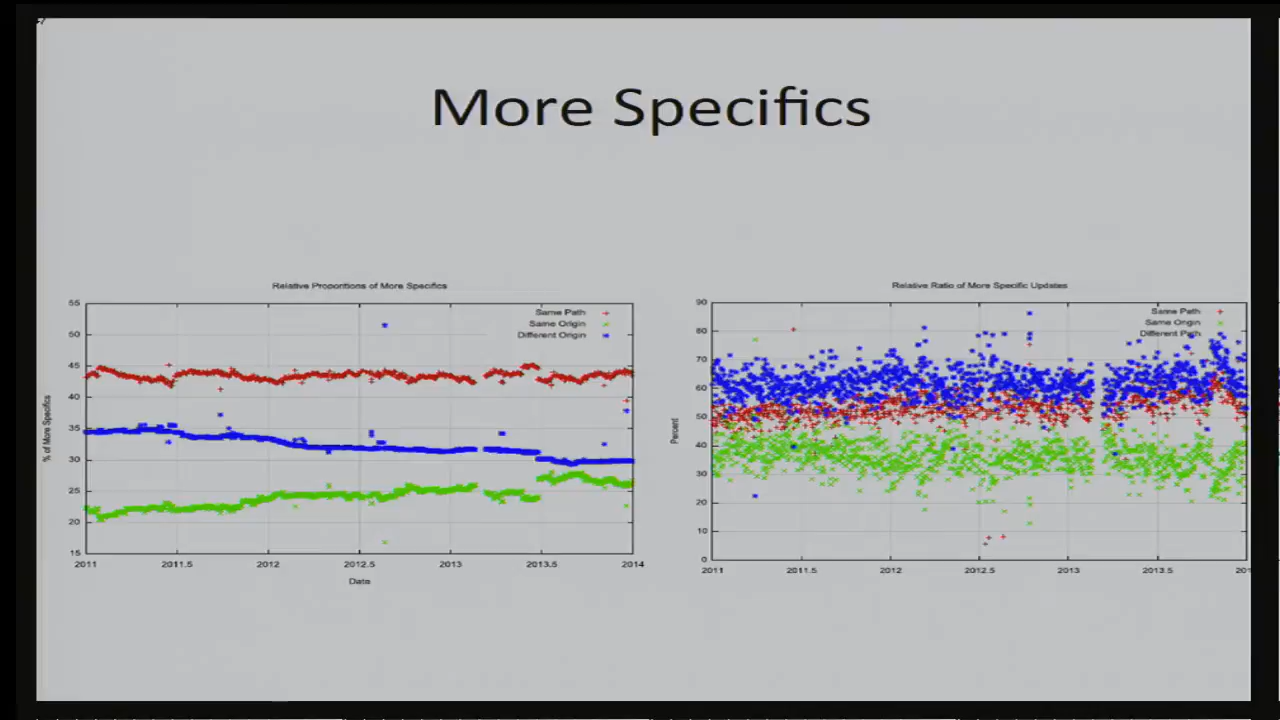 More Specifics
Relative Proportions of More Specifics
Same Path
Same Origin
Different Origin
55
50
45
40
35
30
25
20
15
% of More Specifics
2011
2011.5
2012
2012.5
2013
2013.5
2014
Date
Relative Ratio of More Specific Updates
Same Path
Same Origin
Different Path
90
80
70
60
50
40
30
20
10
0
Percent
2011
2011.5
2012
2012.5
2013
2013.5
201